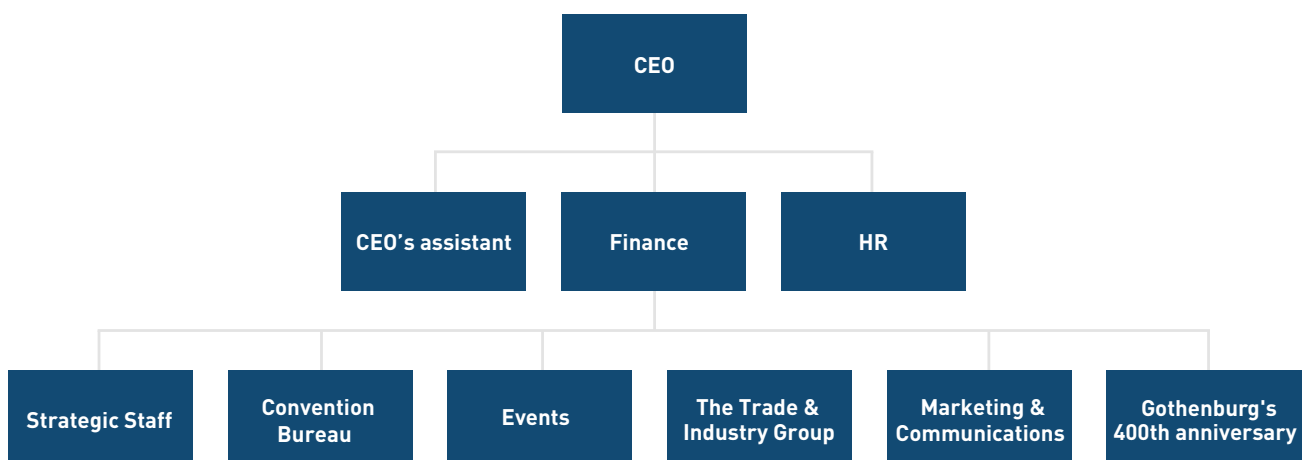 CEO
CEO’s assistant
Finance
HR
Strategic Staff
Convention
Bureau
Events
The Trade &
Industry Group
Marketing &
Communications
Gothenburg's
400th anniversary